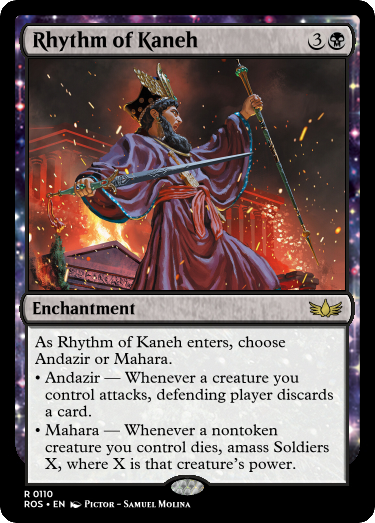 Rhythm of Kaneh 3
Enchantment
As Rhythm of Kaneh enters, choose
Andazir or Mahara.
• Andazir — Whenever a creature you
control attacks, defending player discards
a card.
• Mahara — Whenever a nontoken
creature you control dies, amass Soldiers
X, where X is that creature's power.
R 0110
ROS • EN Pictor – Samuel Molina